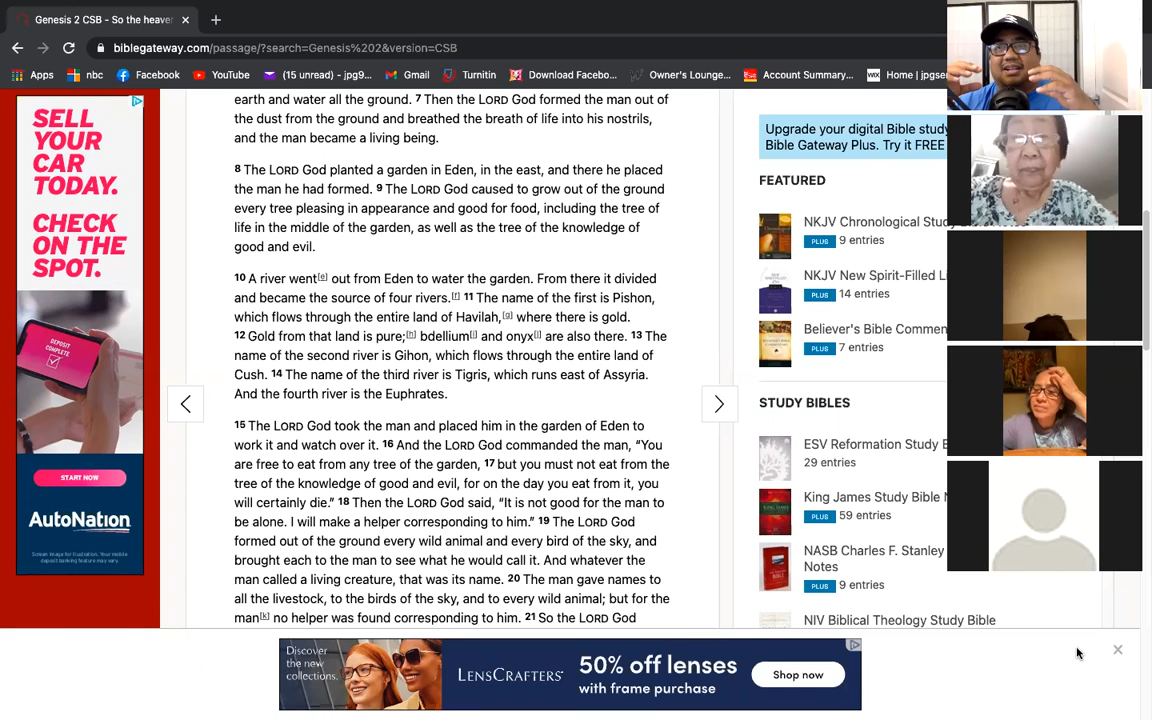 Genesis 2 CSB - So the heaven
biblegateway.com/passage/?search=Genesis%202&version=CSB
Apps
nbc
Facebook
YouTube
(15 unread) - jpg9...
Gmail
Turnitin
Download Facebo...
Owner's Lounge...
Account Summary...
WIX
Home | jpgser
SELL
YOUR
CAR
TODAY.
CHECK
ON THE
SPOT.
DEPOSIT
COMPLETE
START NOW
AutoNation
Screen image for illustration. Your mobile
deposit banking feature may vary.
earth and water all the ground. 7 Then the LORD God formed the man out of
the dust from the ground and breathed the breath of life into his nostrils,
and the man became a living being.
8 The LORD God planted a garden in Eden, in the east, and there he placed
the man he had formed. 9 The LORD God caused to grow out of the ground
every tree pleasing in appearance and good for food, including the tree of
life in the middle of the garden, as well as the tree of the knowledge of
good and evil.
10 A river went[e] out from Eden to water the garden. From there it divided
and became the source of four rivers.[f] 11 The name of the first is Pishon,
which flows through the entire land of Havilah,[g] where there is gold.
12 Gold from that land is pure;[h] bdellium[i] and onyx[j] are also there. 13 The
name of the second river is Gihon, which flows through the entire land of
Cush. 14 The name of the third river is Tigris, which runs east of Assyria.
And the fourth river is the Euphrates.
15 The LORD God took the man and placed him in the garden of Eden to
work it and watch over it. 16 And the LORD God commanded the man, “You
are free to eat from any tree of the garden, 17 but you must not eat from the
tree of the knowledge of good and evil, for on the day you eat from it, you
will certainly die.” 18 Then the LORD God said, “It is not good for the man to
be alone. I will make a helper corresponding to him.” 19 The LORD God
formed out of the ground every wild animal and every bird of the sky, and
brought each to the man to see what he would call it. And whatever the
man called a living creature, that was its name. 20 The man gave names to
all the livestock, to the birds of the sky, and to every wild animal; but for the
man[k] no helper was found corresponding to him. 21 So the LORD God
Upgrade your digital Bible study
Bible Gateway Plus. Try it FREE
FEATURED
NKJV Chronological Stu
PLUS 9 entries
NKJV New Spirit-Filled Li
PLUS 14 entries
Believer's Bible Commen
PLUS 7 entries
STUDY BIBLES
ESV Reformation Study B
29 entries
King James Study Bible N
PLUS 59 entries
NASB Charles F. Stanley
Notes
PLUS 9 entries
NIV Biblical Theology Study Bible
Discover
the new
collections.
LENSCRAFTERS
50% off lenses
with frame purchase
Shop now